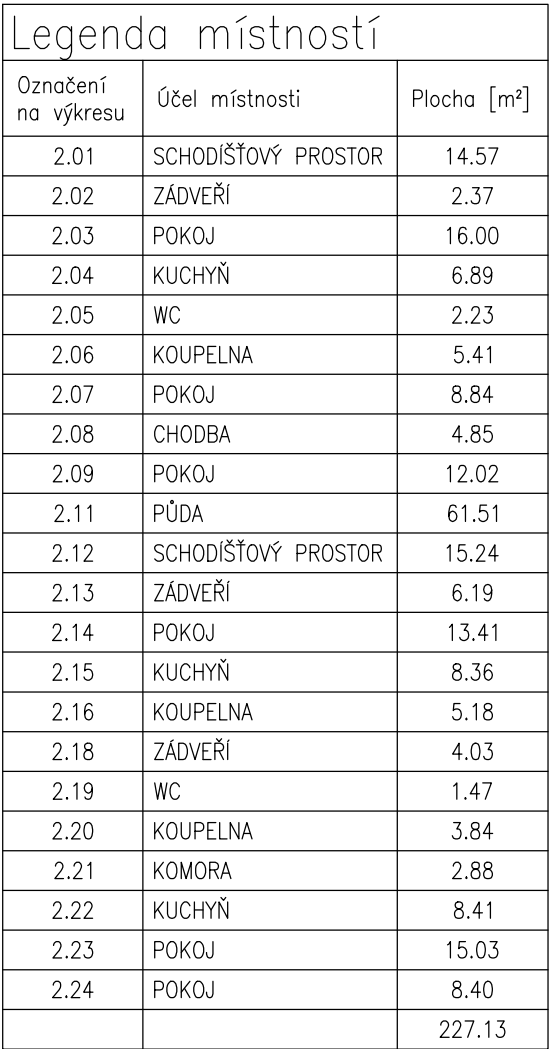 Legenda místností
Označení na výkresu Účel místnosti Plocha [m²]
2.01 SCHODÍŠŤOVÝ PROSTOR 14.57
2.02 ZÁDVEŘÍ 2.37
2.03 POKOJ 16.00
2.04 KUCHYŇ 6.89
2.05 WC 2.23
2.06 KOUPELNA 5.41
2.07 POKOJ 8.84
2.08 CHODBA 4.85
2.09 POKOJ 12.02
2.11 PŮDA 61.51
2.12 SCHODÍŠŤOVÝ PROSTOR 15.24
2.13 ZÁDVEŘÍ 6.19
2.14 POKOJ 13.41
2.15 KUCHYŇ 8.36
2.16 KOUPELNA 5.18
2.18 ZÁDVEŘÍ 4.03
2.19 WC 1.47
2.20 KOUPELNA 3.84
2.21 KOMORA 2.88
2.22 KUCHYŇ 8.41
2.23 POKOJ 15.03
2.24 POKOJ 8.40
227.13